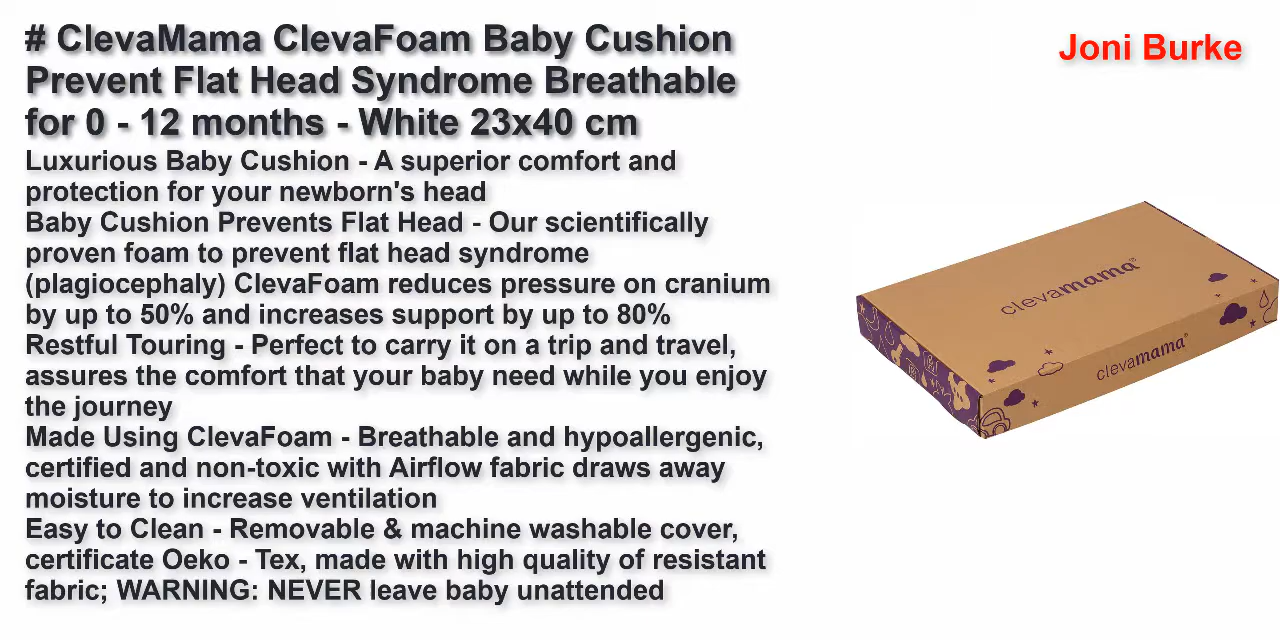 # ClevaMama ClevaFoam Baby Cushion
Prevent Flat Head Syndrome Breathable
for 0 - 12 months - White 23x40 cm
Joni Burke
Luxurious Baby Cushion - A superior comfort and
protection for your newborn's head
Baby Cushion Prevents Flat Head - Our scientifically
proven foam to prevent flat head syndrome
(plagiocephaly) ClevaFoam reduces pressure on cranium
by up to 50% and increases support by up to 80%
Restful Touring - Perfect to carry it on a trip and travel,
assures the comfort that your baby need while you enjoy
the journey
Made Using ClevaFoam - Breathable and hypoallergenic,
certified and non-toxic with Airflow fabric draws away
moisture to increase ventilation
Easy to Clean - Removable & machine washable cover,
certificate Oeko - Tex, made with high quality of resistant
fabric; WARNING: NEVER leave baby unattended
clevamama®
clevamama®